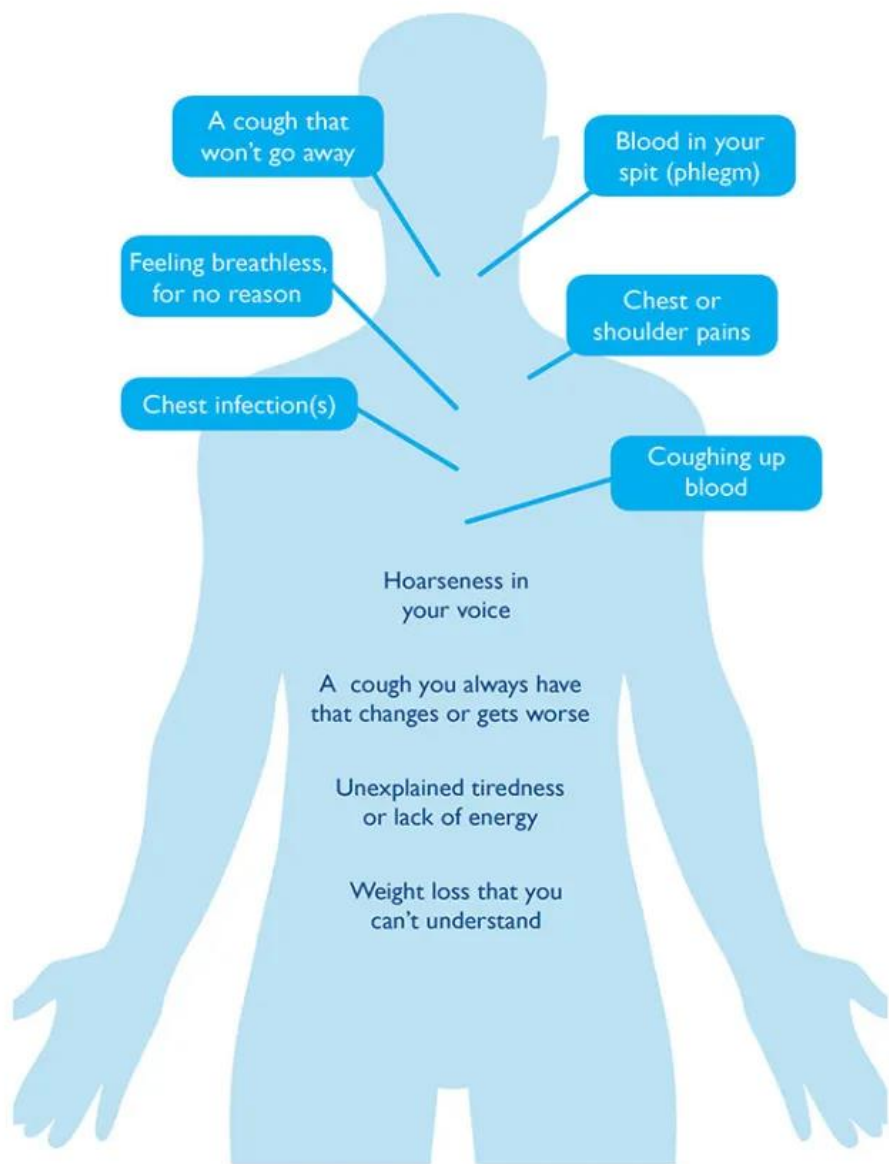 A cough that
won't go away
Blood in your
spit (phlegm)
Feeling breathless,
for no reason
Chest or
shoulder pains
Chest infection(s)
Coughing up
blood
Hoarseness in
your voice
A cough you always have
that changes or gets worse
Unexplained tiredness
or lack of energy
Weight loss that you
can't understand